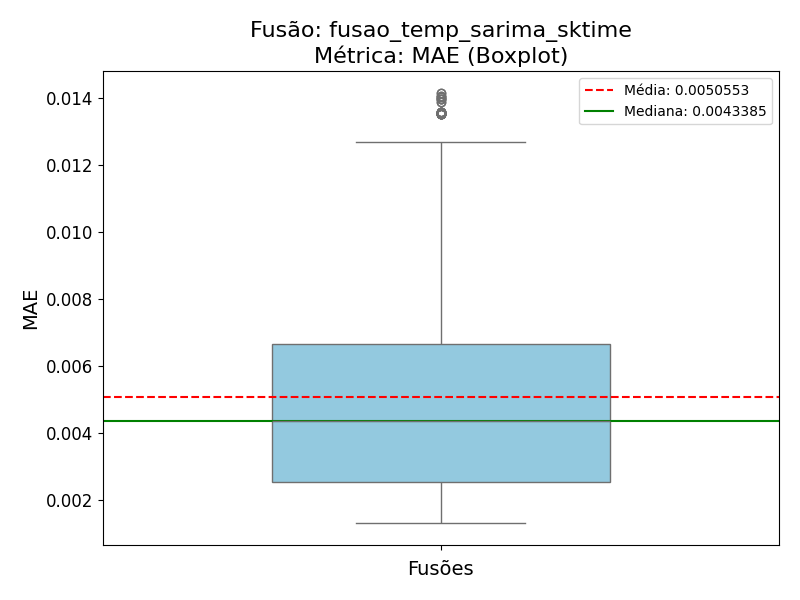 Fusão: fusao_temp_sarima_sktime
Métrica: MAE (Boxplot)
Média: 0.0050553
Mediana: 0.0043385
0.014
0.012
0.010
0.008
0.006
0.004
0.002
MAE
Fusões